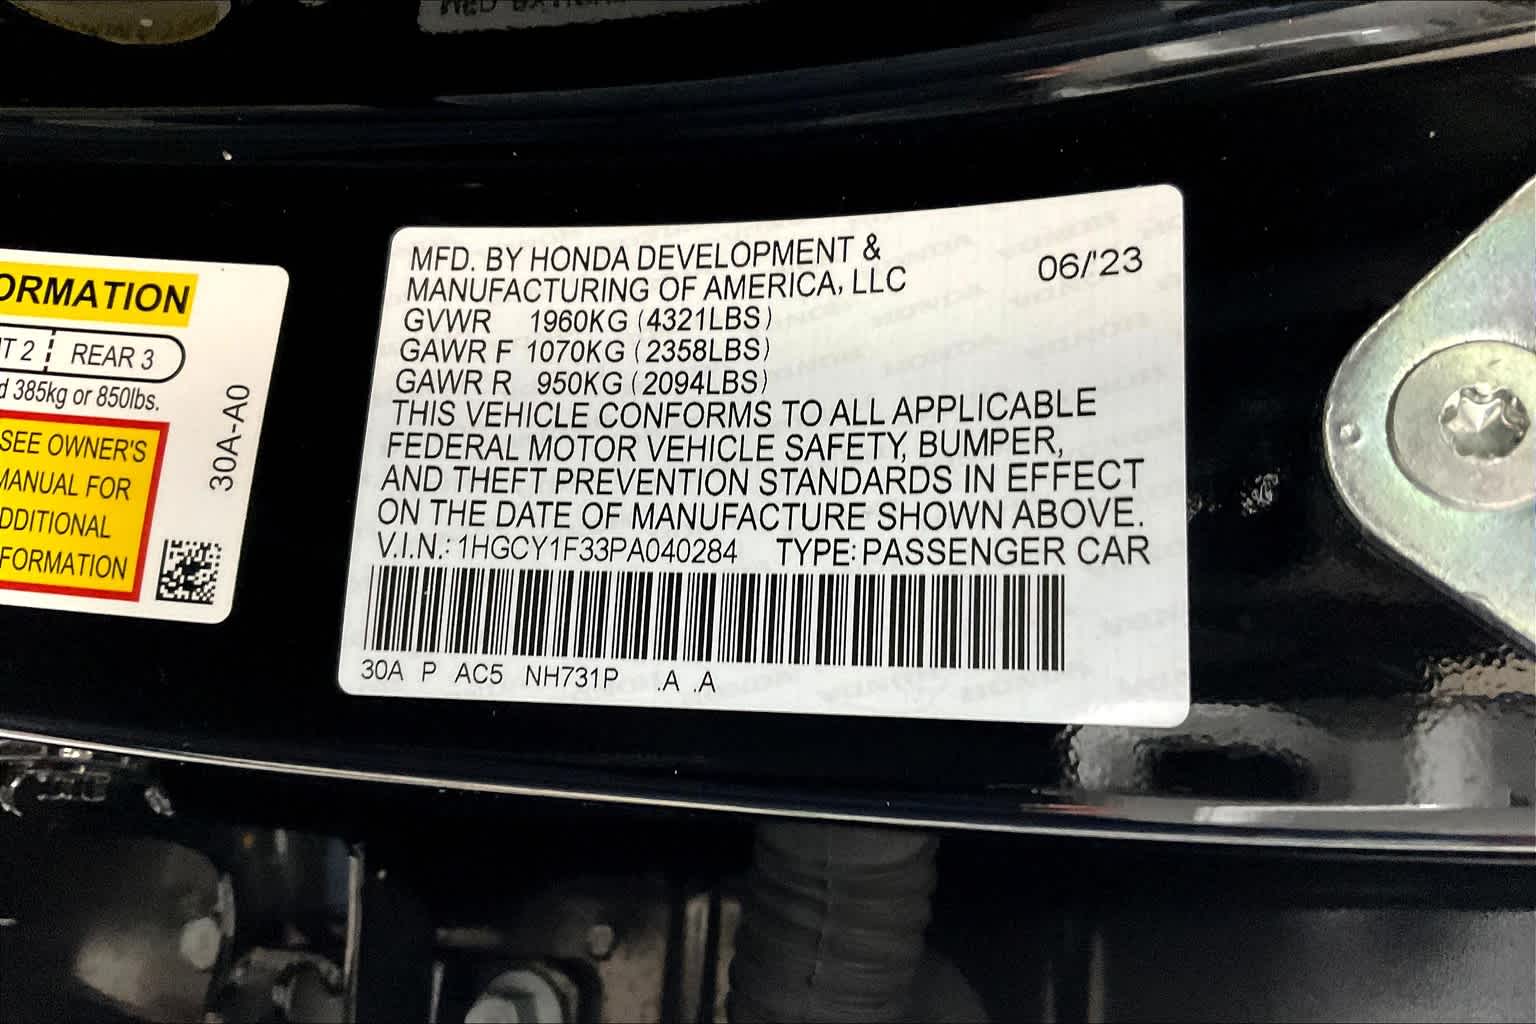 ORMATION
T 2 REAR 3
d 385kg or 850lbs.
SEE OWNER'S
MANUAL FOR
DDITIONAL
FORMATION
30A-A0
MFD. BY HONDA DEVELOPMENT &
MANUFACTURING OF AMERICA, LLC
06/'23
GVWR 1960KG (4321LBS)
GAWR F 1070KG (2358LBS)
GAWR R 950KG (2094LBS)
THIS VEHICLE CONFORMS TO ALL APPLICABLE
FEDERAL MOTOR VEHICLE SAFETY, BUMPER,
AND THEFT PREVENTION STANDARDS IN EFFECT
ON THE DATE OF MANUFACTURE SHOWN ABOVE.
V.I.N.: 1HGCY1F33PA040284 TYPE: PASSENGER CAR
30A P AC5 NH731P .A .A